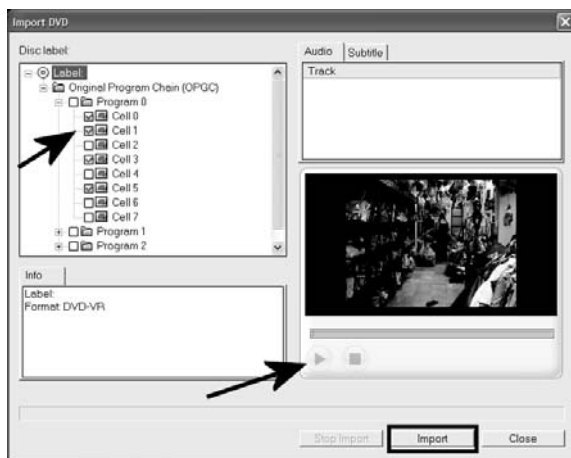 Import DVD
Disc label:
Label:
Original Program Chain (OPGC)
Program 0
Cell 0
Cell 1
Cell 2
Cell 3
Cell 4
Cell 5
Cell 6
Cell 7
Program 1
Program 2
Info
Label:
Format: DVD-VR
Audio
Subtitle
Track
Stop Import
Import
Close